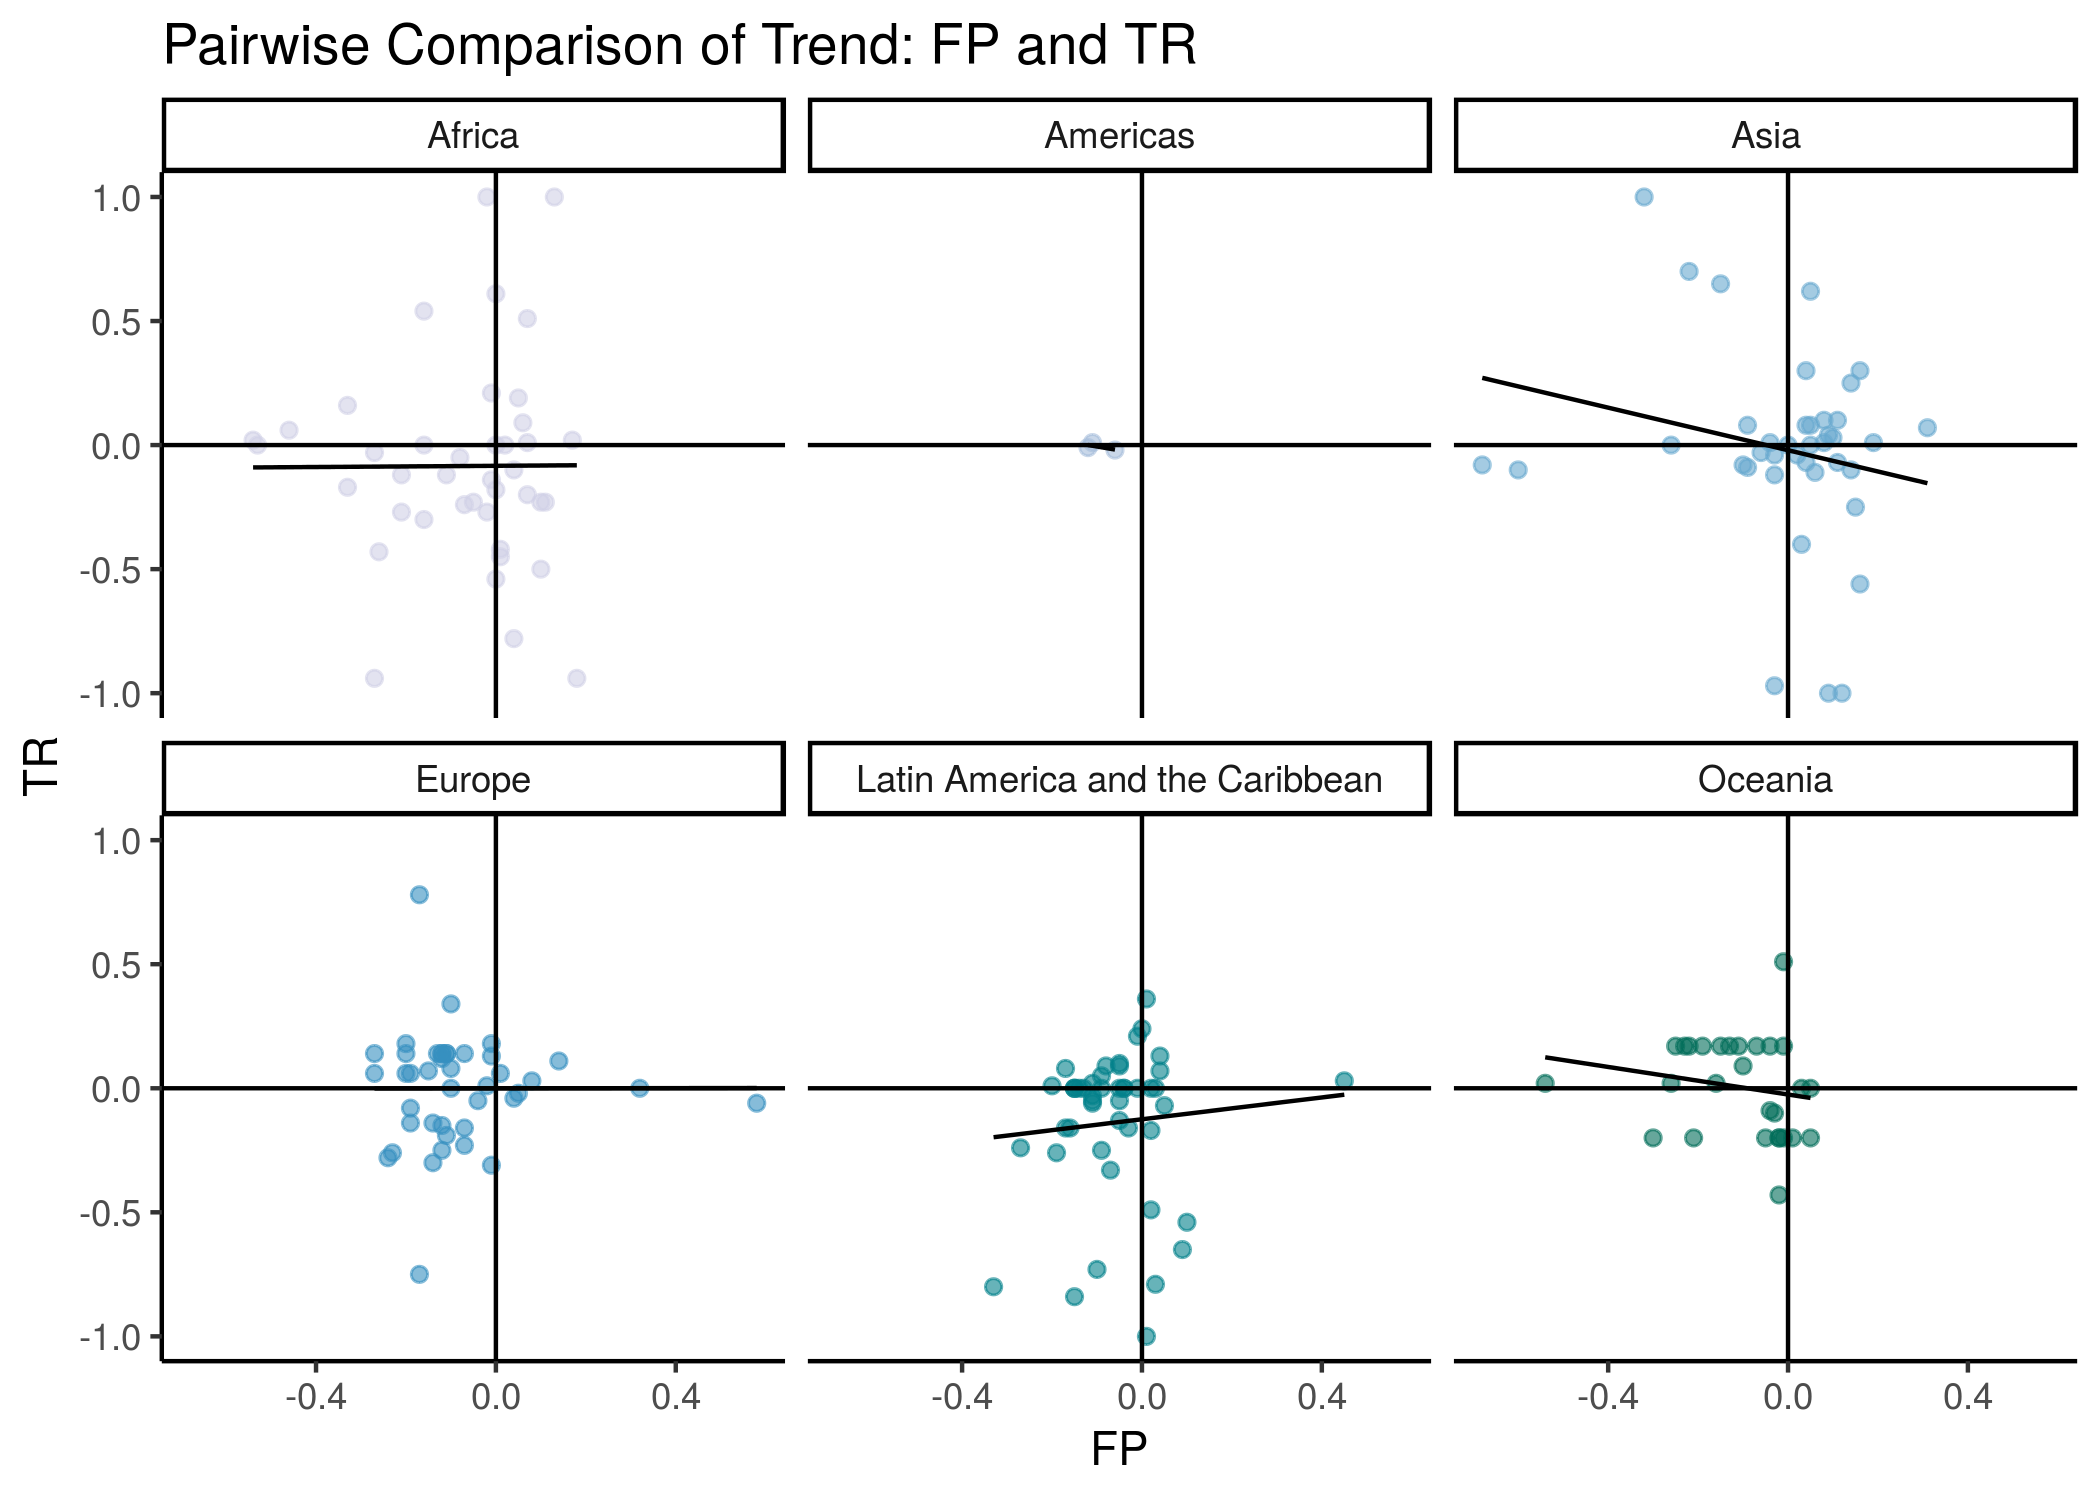 Pairwise Comparison of Trend: FP and TR
Africa
Americas
Asia
1.0
0.5
0.0
-0.5
-1.0
TR
Europe
Latin America and the Caribbean
Oceania
1.0
0.5
0.0
-0.5
-1.0
-0.4 0.0 0.4
-0.4 0.0 0.4
-0.4 0.0 0.4
FP